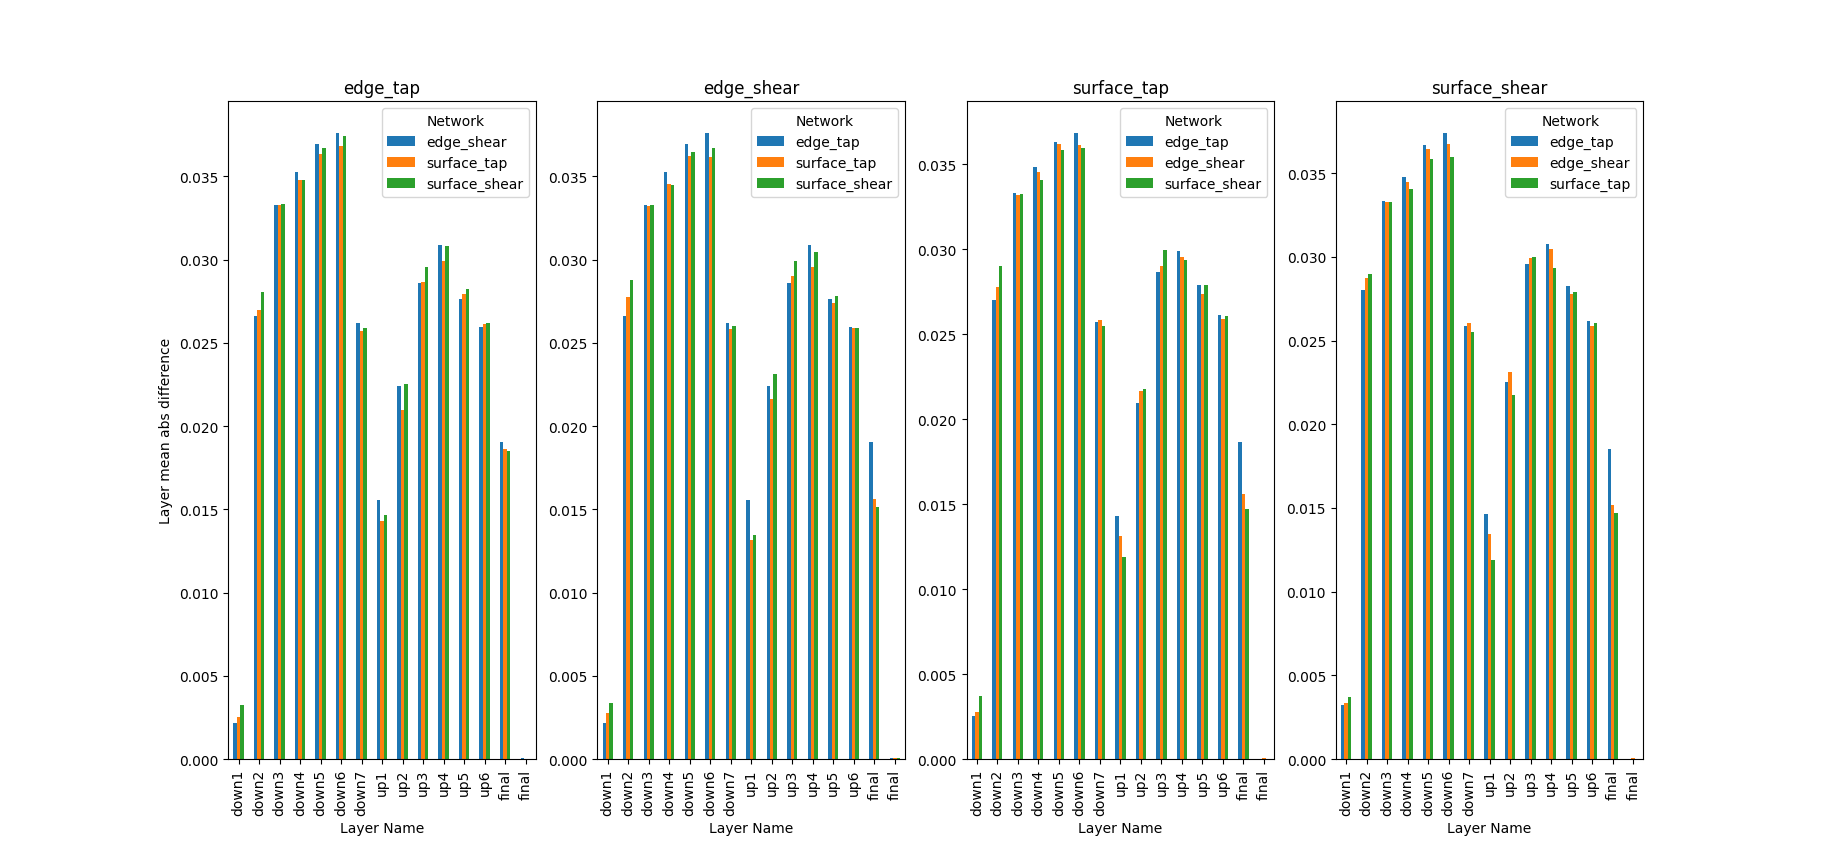 edge_tap
Layer mean abs difference
0.000
0.005
0.010
0.015
0.020
0.025
0.030
0.035
Network
edge_shear
surface_tap
surface_shear
down1
down2
down3
down4
down5
down6
down7
up1
up2
up3
up4
up5
up6
final
final
Layer Name
edge_shear
0.000
0.005
0.010
0.015
0.020
0.025
0.030
0.035
Network
edge_tap
surface_tap
surface_shear
down1
down2
down3
down4
down5
down6
down7
up1
up2
up3
up4
up5
up6
final
final
Layer Name
surface_tap
0.000
0.005
0.010
0.015
0.020
0.025
0.030
0.035
Network
edge_tap
edge_shear
surface_shear
down1
down2
down3
down4
down5
down6
down7
up1
up2
up3
up4
up5
up6
final
final
Layer Name
surface_shear
0.000
0.005
0.010
0.015
0.020
0.025
0.030
0.035
Network
edge_tap
edge_shear
surface_tap
down1
down2
down3
down4
down5
down6
down7
up1
up2
up3
up4
up5
up6
final
final
Layer Name